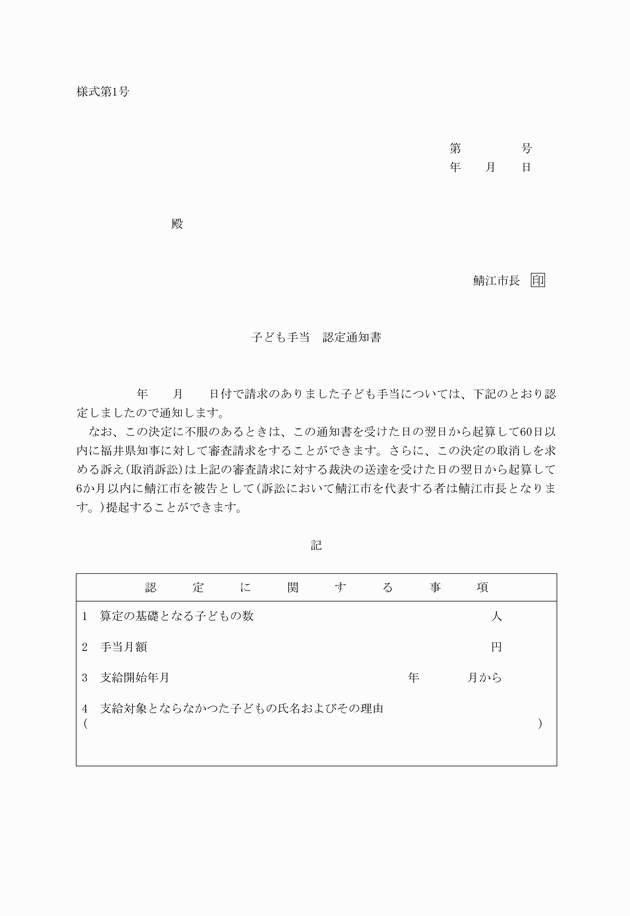 様式第1号
第　　　　　号
年　　月　　日
殿
鯖江市長　印
子ども手当　認定通知書
年　　月　　日付で請求のありました子ども手当については、下記のとおり認
定しましたので通知します。
なお、この決定に不服のあるときは、この通知書を受けた日の翌日から起算して60日以
内に福井県知事に対して審査請求をすることができます。さらに、この決定の取消しを求
める訴え(取消訴訟)は上記の審査請求に対する裁決の送達を受けた日の翌日から起算して
6か月以内に鯖江市を被告として(訴訟において鯖江市を代表する者は鯖江市長となりま
す。)提起することができます。
記
認　定　に　関　す　る　事　項
1　算定の基礎となる子どもの数　　　　人
2　手当月額　　　　円
3　支給開始年月　　　　年　　　　月から
4　支給対象とならなかつた子どもの氏名およびその理由
(　　　　)